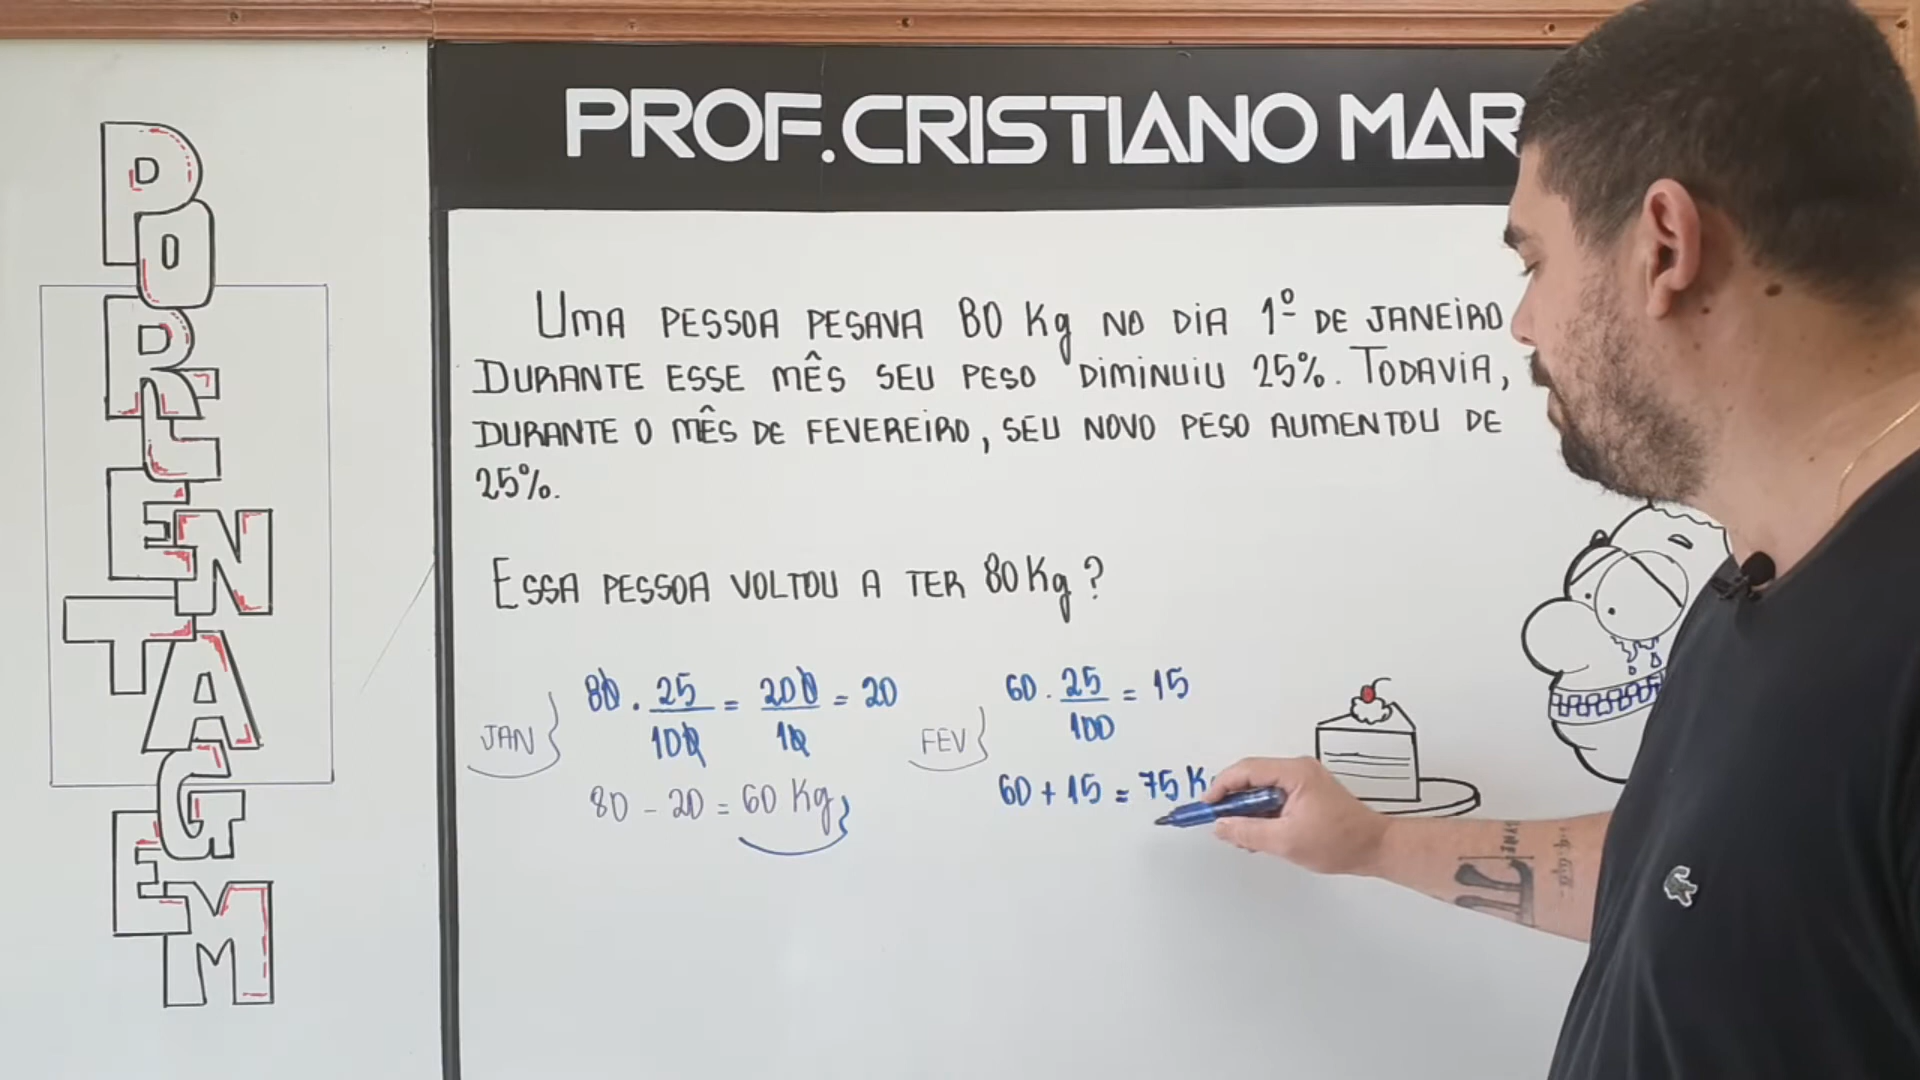 PORCENTAGEM
PROF.CRISTIANO MAR
UMA PESSOA PESAVA 80 Kg NO DIA 1º DE JANEIRO
DURANTE ESSE MÊS SEU PESO DIMINUIU 25%. TODAVIA,
DURANTE O MÊS DE FEVEREIRO, SEU NOVO PESO AUMENTOU DE
25%.
ESSA PESSOA VOLTOU A TER 80Kg?
JAN} 80 . 25/100 = 200/10 = 20
80 - 20 = 60 Kg}
FEV} 60 . 25/100 = 15
60 + 15 = 75 K